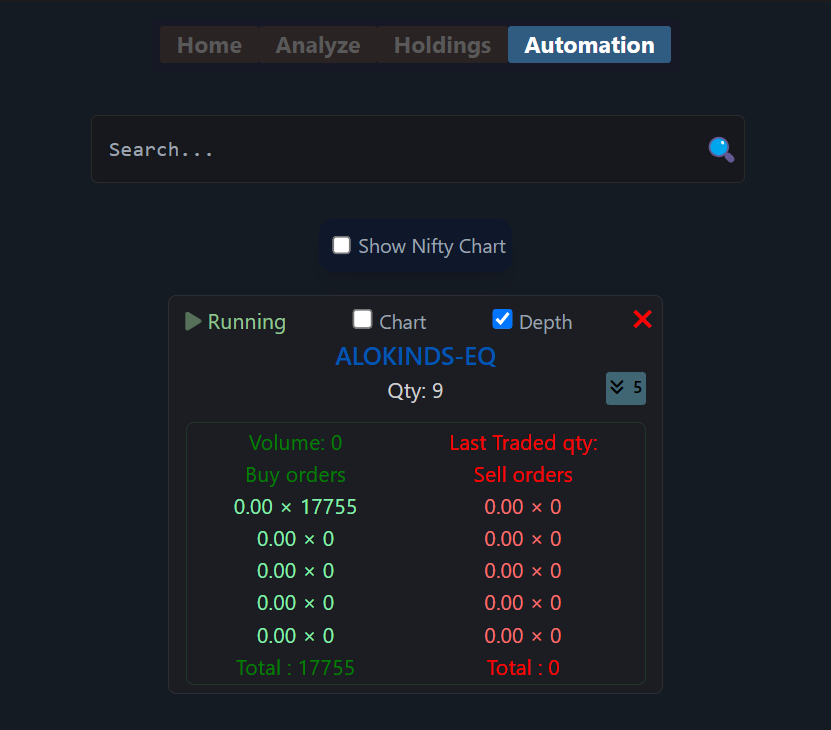 Home Analyze Holdings Automation
Search...
Show Nifty Chart
Running Chart Depth
ALOKINDS-EQ
Qty: 9
5
Volume: 0 Last Traded qty:
Buy orders Sell orders
0.00 × 17755 0.00 × 0
0.00 × 0 0.00 × 0
0.00 × 0 0.00 × 0
0.00 × 0 0.00 × 0
0.00 × 0 0.00 × 0
Total : 17755 Total : 0